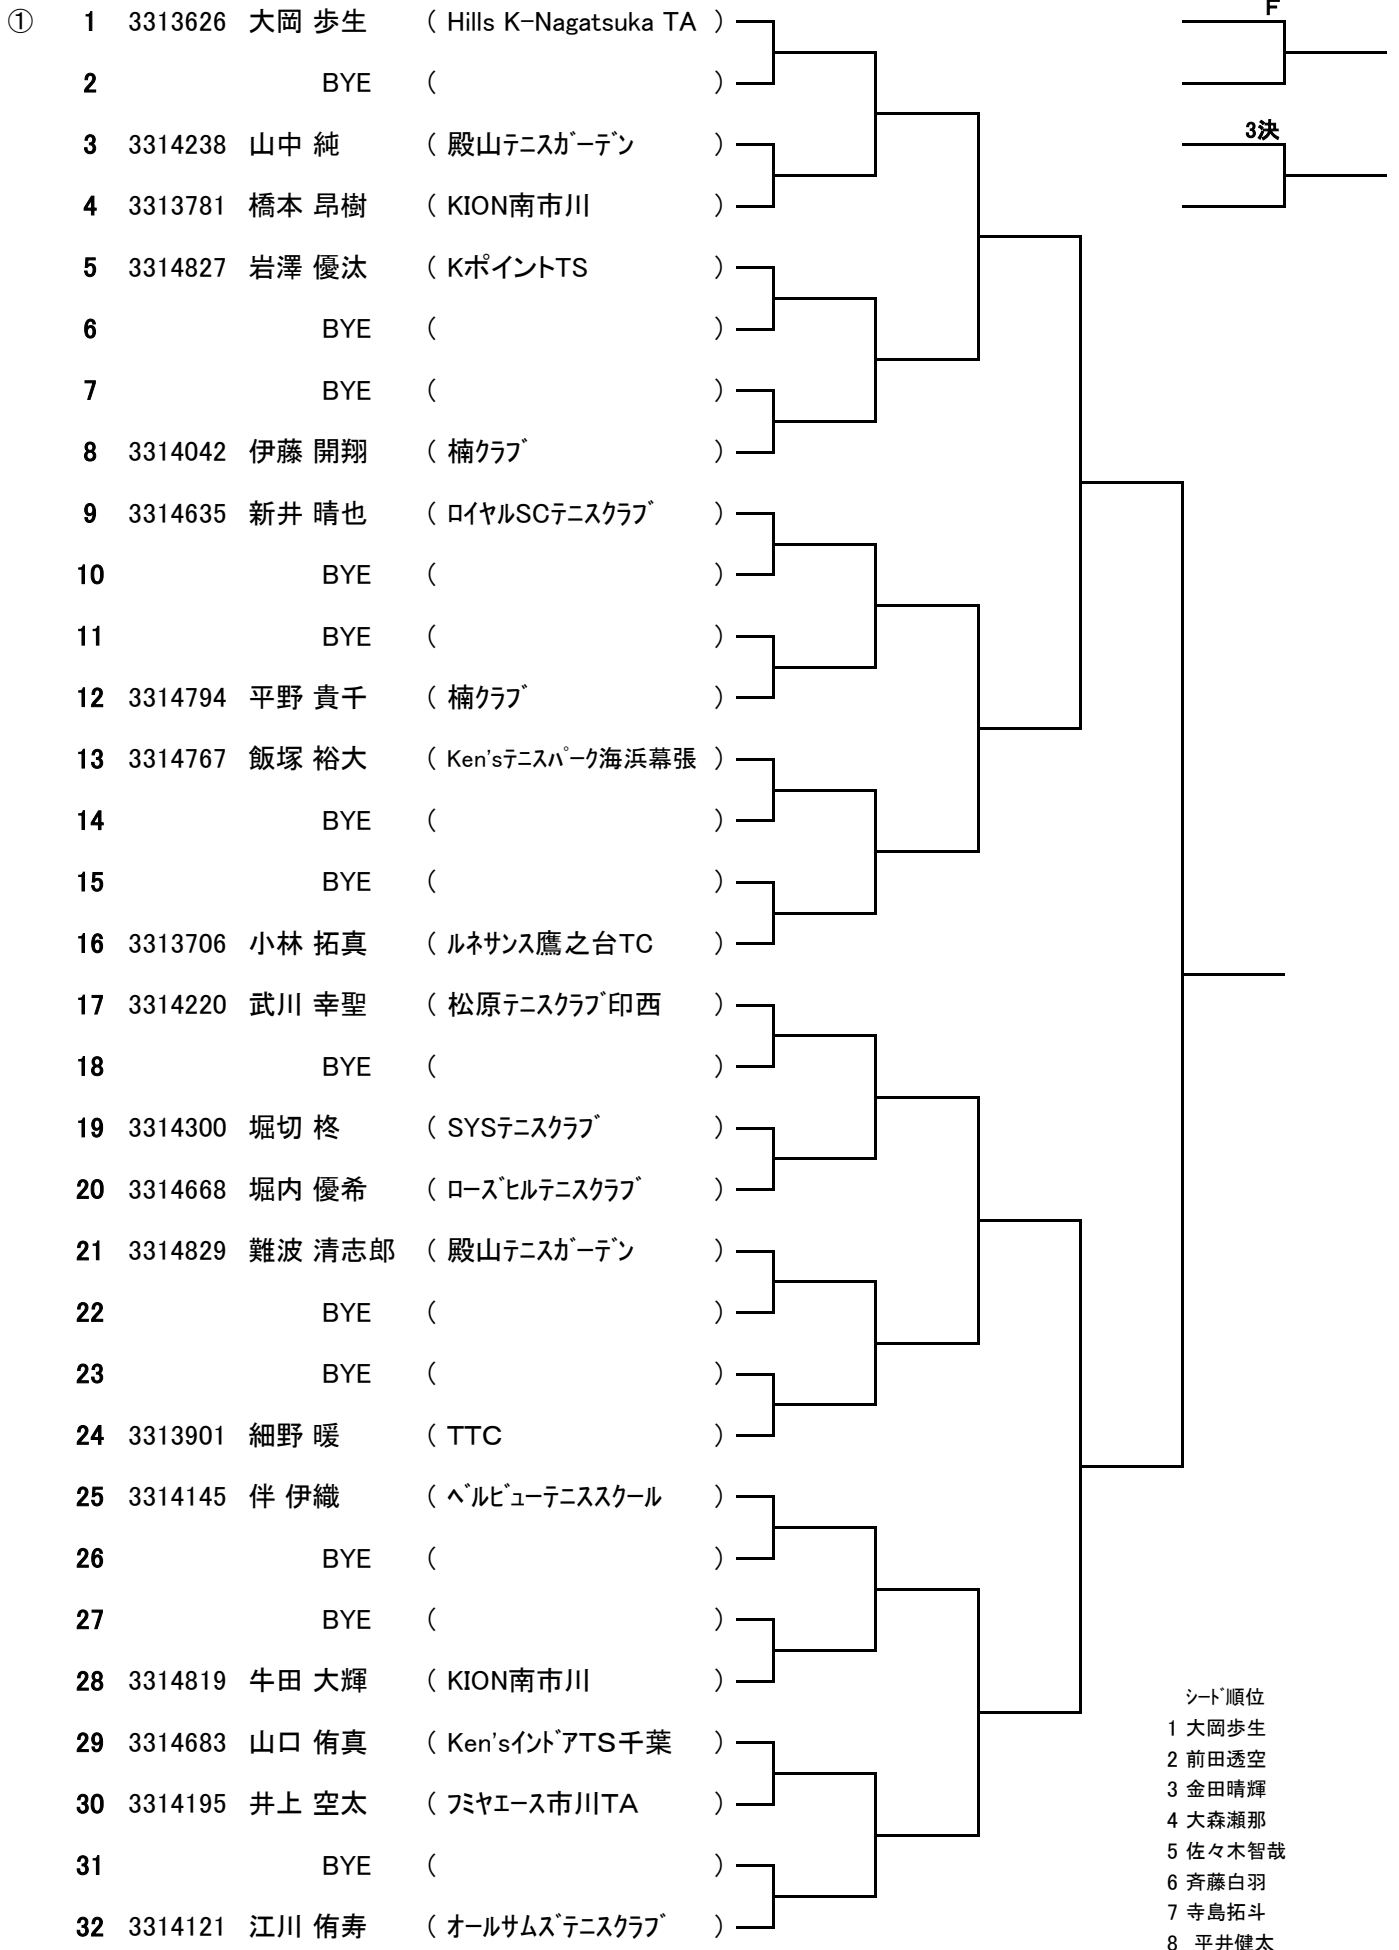 ① 1 3313626 大岡 歩生 ( Hills K-Nagatsuka TA ) F
2 BYE ( )
3 3314238 山中 純 ( 殿山ﾃﾆｽｶﾞｰﾃﾞﾝ ) 3決
4 3313781 橋本 昂樹 ( KION南市川 )
5 3314827 岩澤 優汰 ( KポイントTS )
6 BYE ( )
7 BYE ( )
8 3314042 伊藤 開翔 ( 楠ｸﾗﾌﾞ )
9 3314635 新井 晴也 ( ﾛｲﾔﾙSCﾃﾆｽｸﾗﾌﾞ )
10 BYE ( )
11 BYE ( )
12 3314794 平野 貴千 ( 楠ｸﾗﾌﾞ )
13 3314767 飯塚 裕大 ( Ken'sﾃﾆｽﾊﾟｰｸ海浜幕張 )
14 BYE ( )
15 BYE ( )
16 3313706 小林 拓真 ( ﾙﾈｻﾝｽ鷹之台TC )
17 3314220 武川 幸聖 ( 松原ﾃﾆｽｸﾗﾌﾞ印西 )
18 BYE ( )
19 3314300 堀切 柊 ( SYSﾃﾆｽｸﾗﾌﾞ )
20 3314668 堀内 優希 ( ﾛｰｽﾞﾋﾙﾃﾆｽｸﾗﾌﾞ )
21 3314829 難波 清志郎 ( 殿山ﾃﾆｽｶﾞｰﾃﾞﾝ )
22 BYE ( )
23 BYE ( )
24 3313901 細野 暖 ( TTC )
25 3314145 伴 伊織 ( ﾍﾞﾙﾋﾞｭｰﾃﾆｽｽｸｰﾙ )
26 BYE ( )
27 BYE ( )
28 3314819 牛田 大輝 ( KION南市川 )
29 3314683 山口 侑真 ( Ken'sｲﾝﾄﾞｱTS千葉 )
30 3314195 井上 空太 ( ﾌﾐﾔｴｰｽ市川TA )
31 BYE ( )
32 3314121 江川 侑寿 ( ｵｰﾙｻﾑｽﾞﾃﾆｽｸﾗﾌﾞ )
ｼｰﾄﾞ順位
1 大岡歩生
2 前田透空
3 金田晴輝
4 大森瀬那
5 佐々木智哉
6 斉藤白羽
7 寺島拓斗
8 平井健太